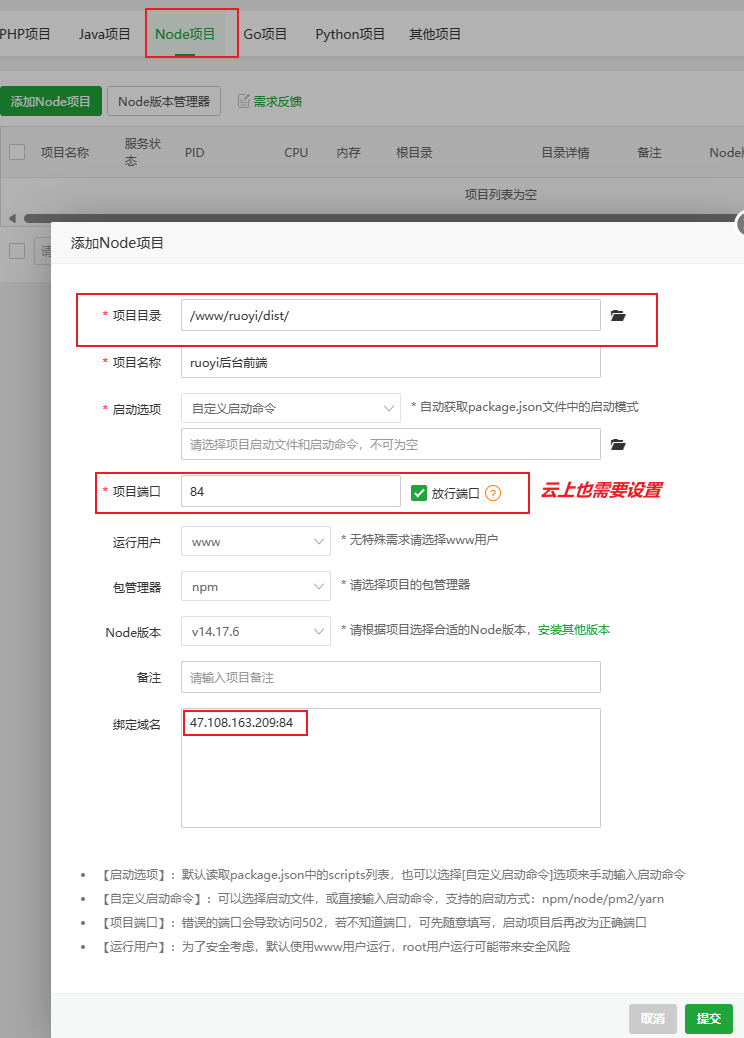 PHP项目 Java项目 Node项目 Go项目 Python项目 其他项目
添加Node项目 Node版本管理器 需求反馈
项目名称 服务状态 PID CPU 内存 根目录 目录详情 备注 Node
项目列表为空
请
添加Node项目
* 项目目录 /www/ruoyi/dist/
* 项目名称 ruoyi后台前端
* 启动选项 自定义启动命令 * 自动获取package.json文件中的启动模式
请选择项目启动文件和启动命令，不可为空
* 项目端口 84 放行端口 ? 云上也需要设置
运行用户 www * 无特殊需求请选择www用户
包管理器 npm * 请选择项目的包管理器
Node版本 v14.17.6 * 请根据项目选择合适的Node版本，安装其他版本
备注 请输入项目备注
绑定域名 47.108.163.209:84
• 【启动选项】：默认读取package.json中的scripts列表，也可以选择[自定义启动命令]选项来手动输入启动命令
• 【自定义启动命令】：可以选择启动文件，或直接输入启动命令，支持的启动方式：npm/node/pm2/yarn
• 【项目端口】：错误的端口会导致访问502，若不知道端口，可先随意填写，启动项目后再改为正确端口
• 【运行用户】：为了安全考虑，默认使用www用户运行，root用户运行可能带来安全风险
取消 提交